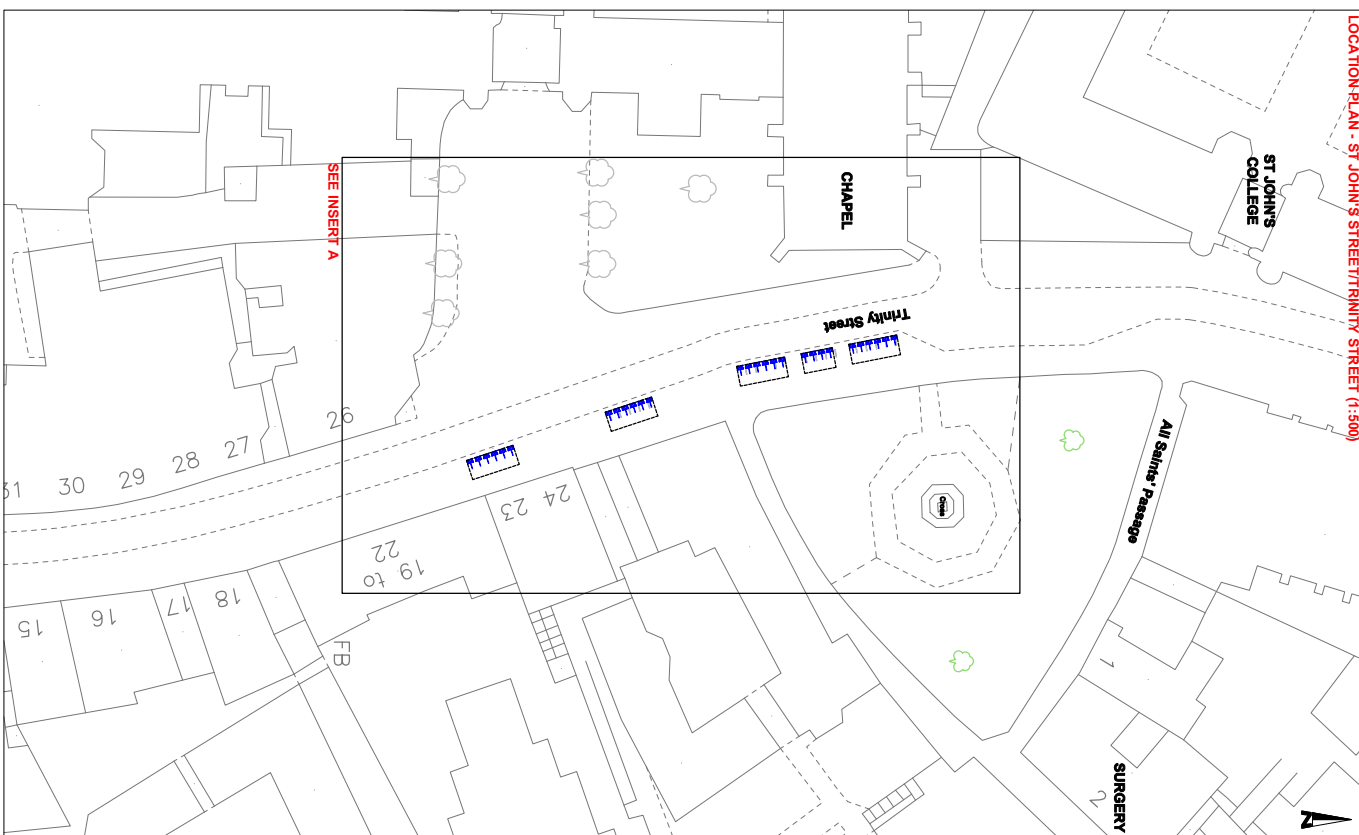 LOCATION PLAN - ST JOHN'S STREET/TRINITY STREET (1:500)
ST JOHN'S
COLLEGE
CHAPEL
SEE INSERT A
Trinity Street
All Saints' Passage
Cross
26
27
28
29
30
31
24
23
19 to
22
18
17
16
15
FB
1
2
SURGERY
N